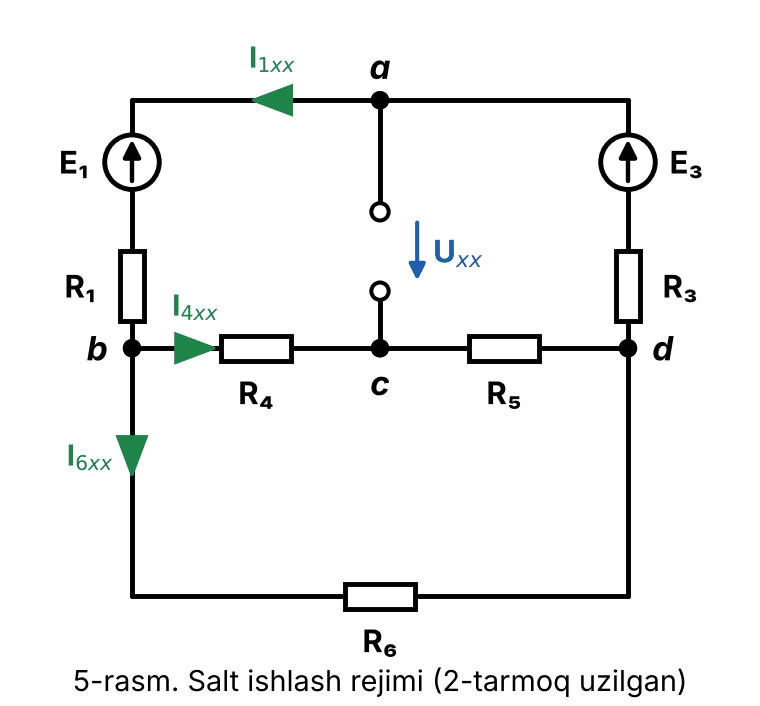 I₁xx
a
E₁
E₃
Uxx
R₁
R₃
I₄xx
b
d
c
R₄
R₅
I₆xx
R₆
5-rasm. Salt ishlash rejimi (2-tarmoq uzilgan)